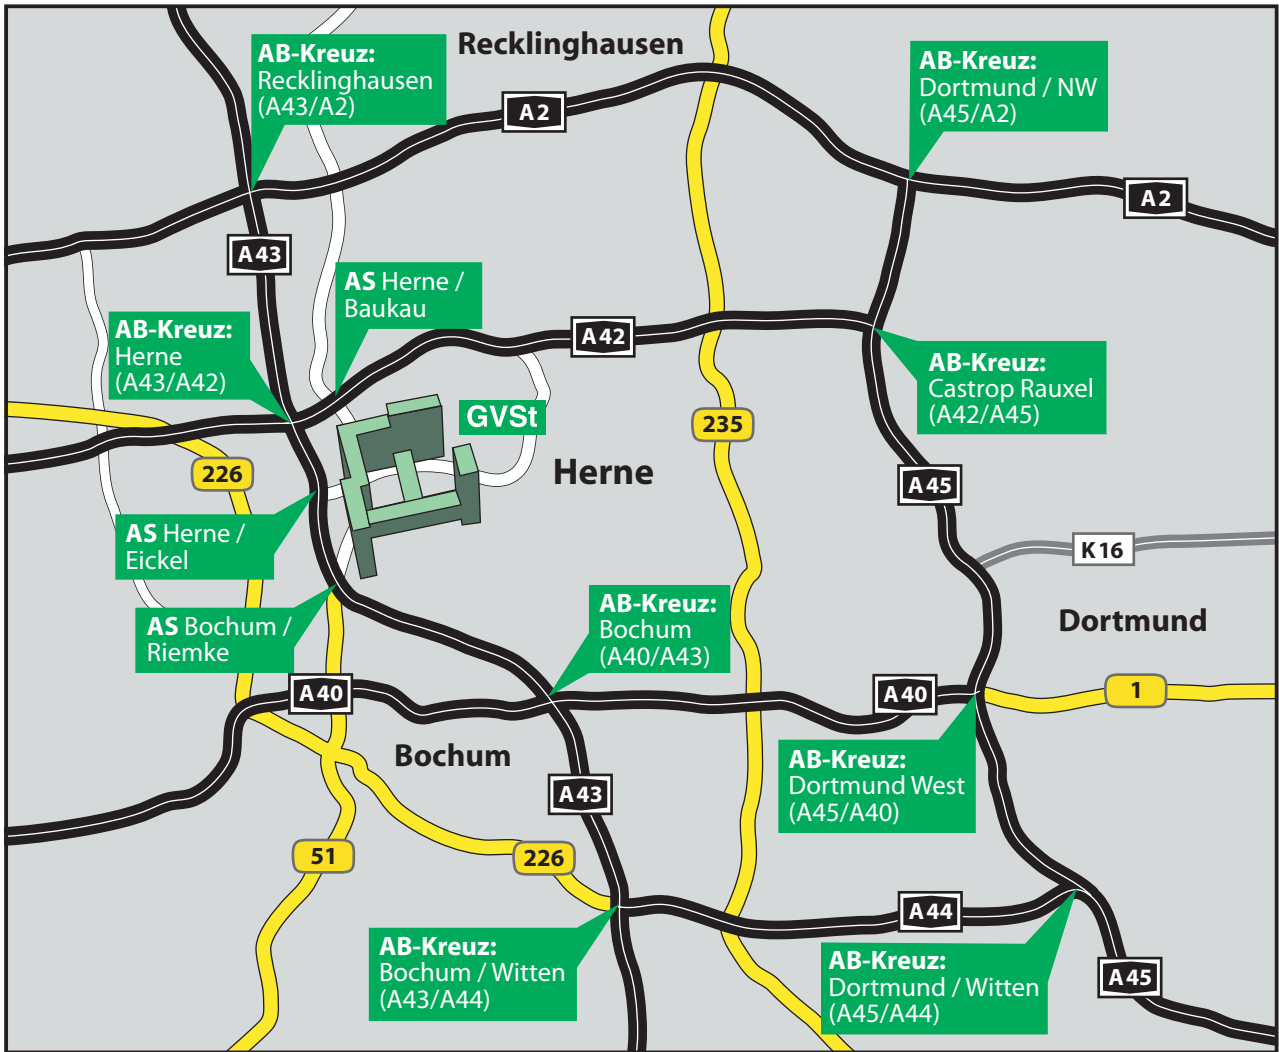 Recklinghausen
AB-Kreuz:
Recklinghausen
(A43/A2)
AB-Kreuz:
Dortmund / NW
(A45/A2)
A2
A2
A43
AS Herne /
Baukau
AB-Kreuz:
Herne
(A43/A42)
A42
AB-Kreuz:
Castrop Rauxel
(A42/A45)
GVSt
235
226
Herne
A45
AS Herne /
Eickel
K16
AB-Kreuz:
Bochum
(A40/A43)
Dortmund
AS Bochum /
Riemke
A40
A40
1
Bochum
AB-Kreuz:
Dortmund West
(A45/A40)
A43
51
226
A44
AB-Kreuz:
Bochum / Witten
(A43/A44)
AB-Kreuz:
Dortmund / Witten
(A45/A44)
A45